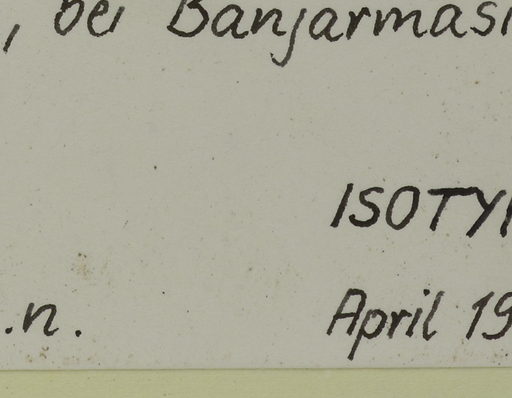 , bei Banjarmasi
ISOTY
.n. April 19